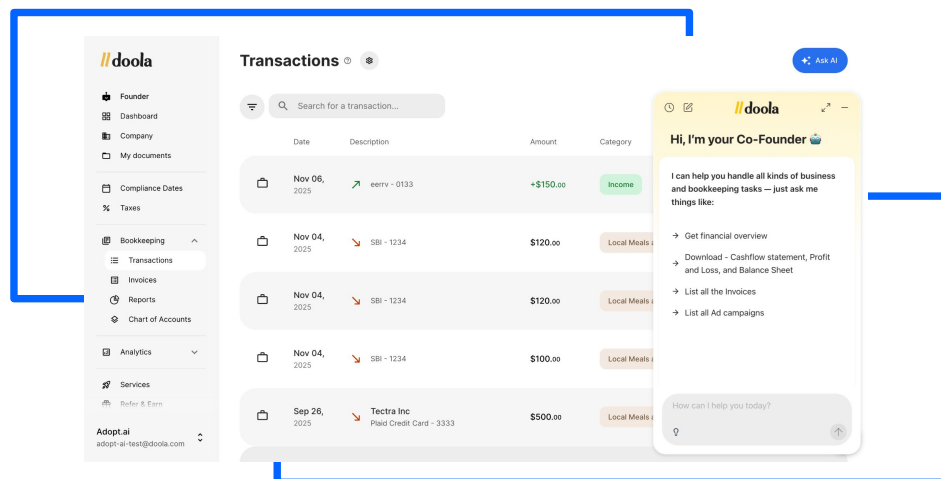 doola
Founder
Dashboard
Company
My documents
Compliance Dates
Taxes
Bookkeeping
Transactions
Invoices
Reports
Chart of Accounts
Analytics
Services
Refer & Earn
Adopt.ai
adopt-ai-test@doola.com
Transactions
Ask AI
Search for a transaction...
Date Description Amount Category
Nov 06,
2025
eerrv - 0133 +$150.00 Income
Nov 04,
2025
SBI - 1234 $120.00 Local Meals a
Nov 04,
2025
SBI - 1234 $120.00 Local Meals a
Nov 04,
2025
SBI - 1234 $100.00 Local Meals a
Sep 26,
2025
Tectra Inc
Plaid Credit Card - 3333
$500.00 Local Meals a
doola
Hi, I'm your Co-Founder
I can help you handle all kinds of business
and bookkeeping tasks — just ask me
things like:
Get financial overview
Download - Cashflow statement, Profit
and Loss, and Balance Sheet
List all the Invoices
List all Ad campaigns
How can I help you today?